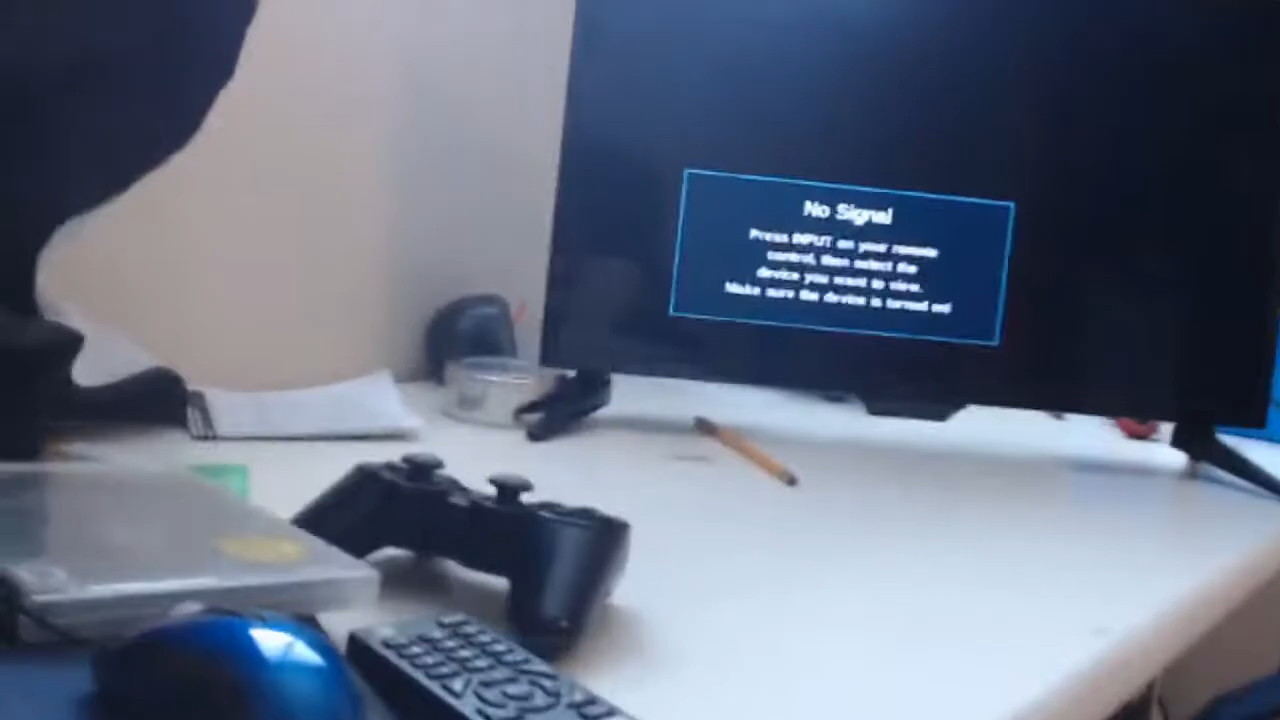 No Signal
Press INPUT on your remote
control, then select the
device you want to view.
Make sure the device is turned on!